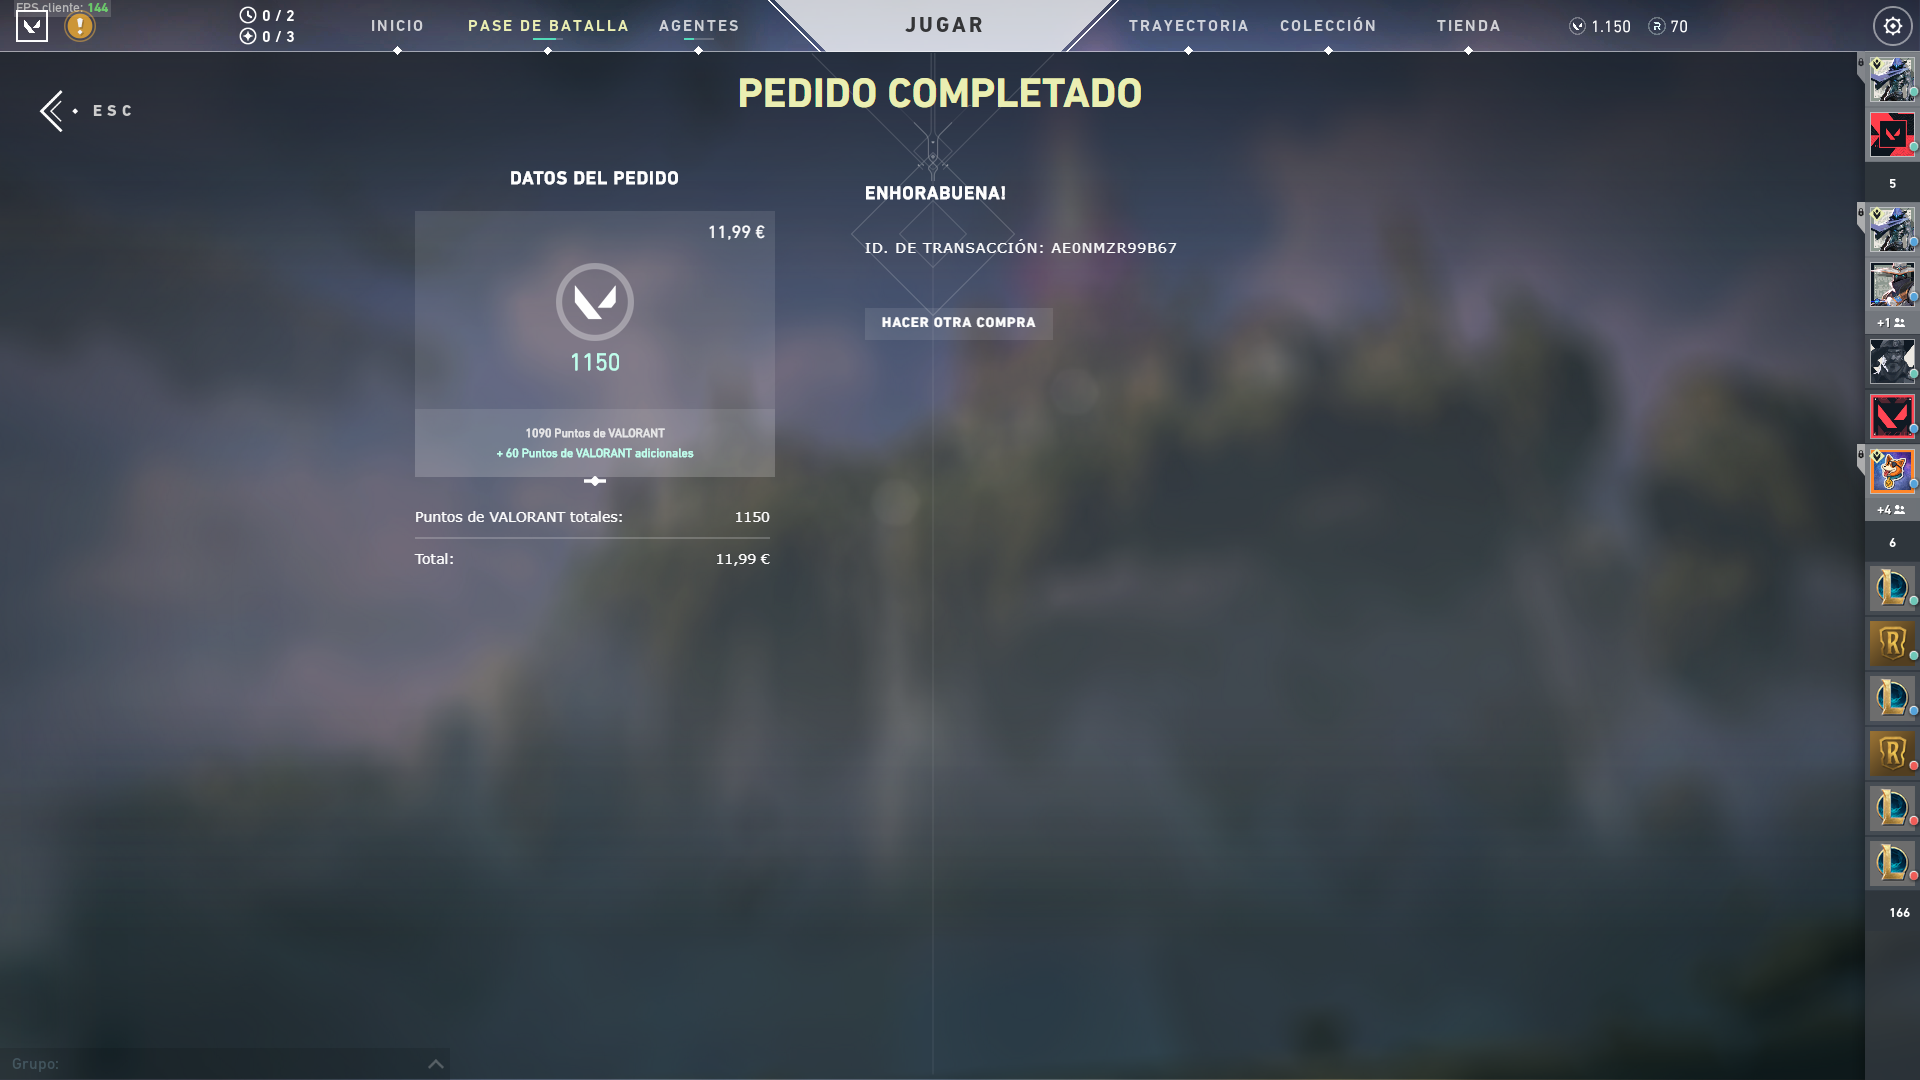 FPS cliente: 144
0 / 2
0 / 3
INICIO
PASE DE BATALLA
AGENTES
JUGAR
TRAYECTORIA
COLECCIÓN
TIENDA
1.150
70
ESC
PEDIDO COMPLETADO
DATOS DEL PEDIDO
11,99 €
1150
1090 Puntos de VALORANT
+ 60 Puntos de VALORANT adicionales
Puntos de VALORANT totales: 1150
Total: 11,99 €
ENHORABUENA!
ID. DE TRANSACCIÓN: AE0NMZR99B67
HACER OTRA COMPRA
5
+1
+4
6
166
Grupo: